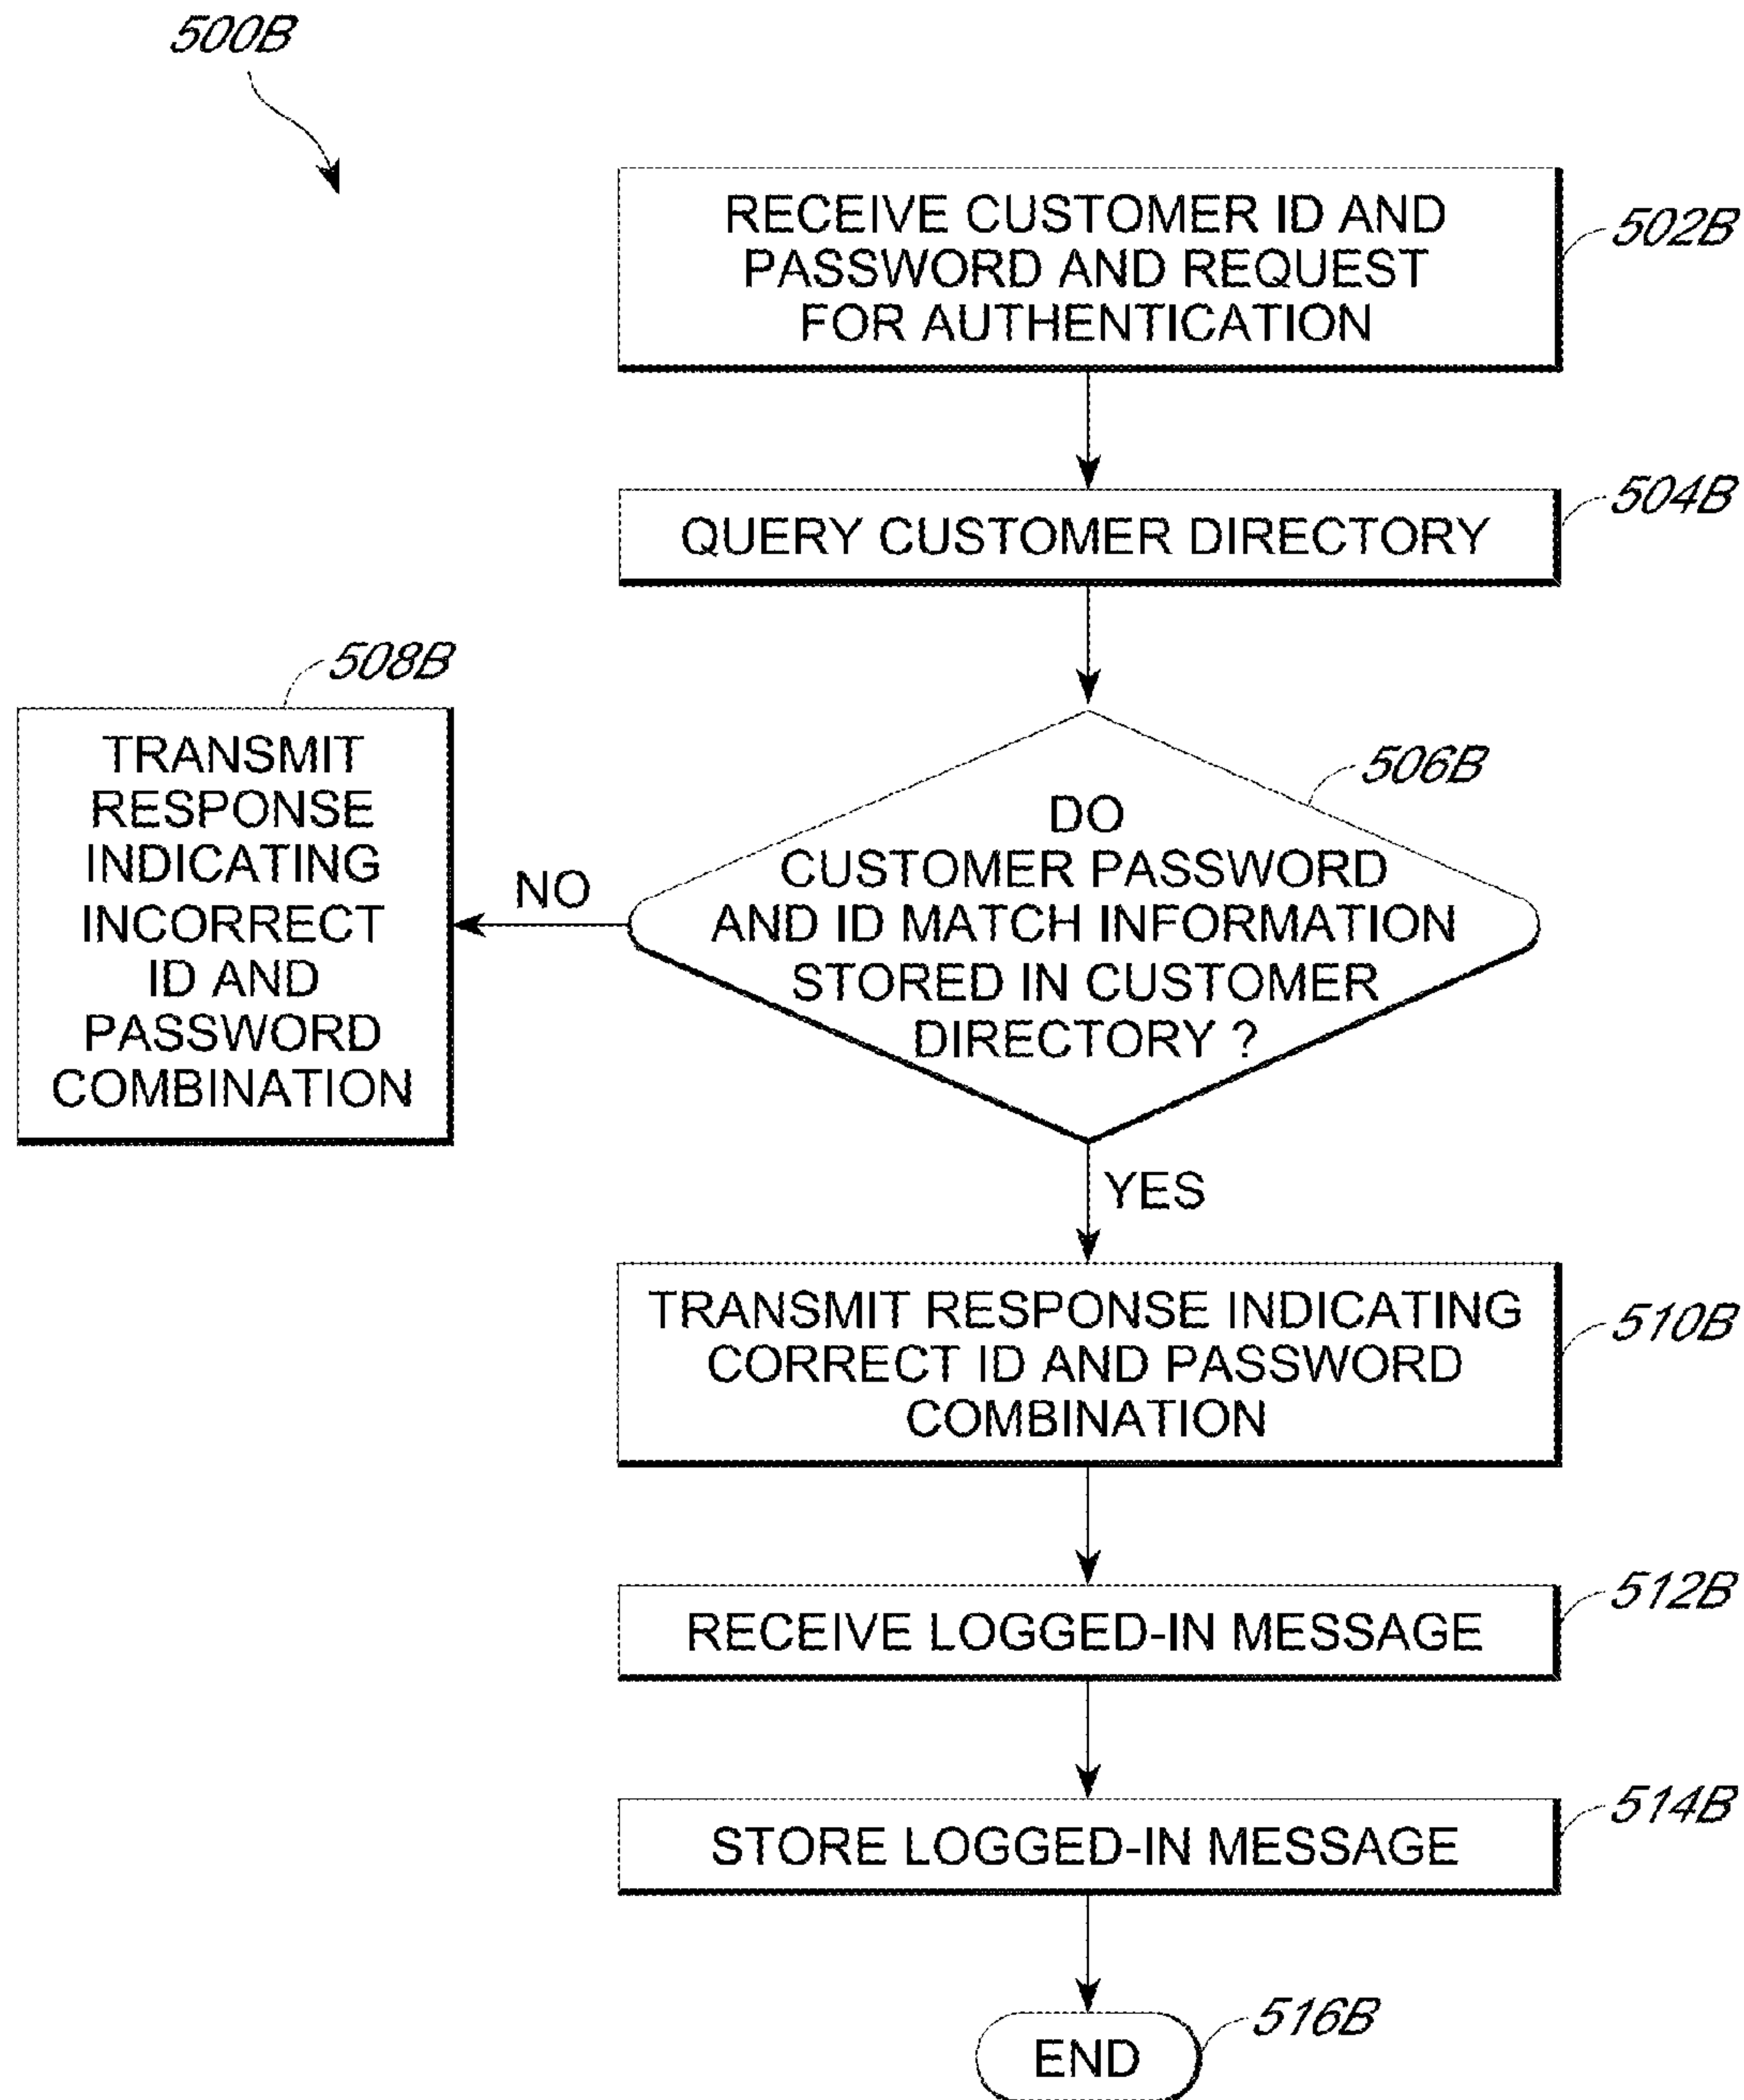 500B
RECEIVE CUSTOMER ID AND
PASSWORD AND REQUEST
FOR AUTHENTICATION
502B
QUERY CUSTOMER DIRECTORY
504B
508B
TRANSMIT
RESPONSE
INDICATING
INCORRECT
ID AND
PASSWORD
COMBINATION
NO
506B
DO
CUSTOMER PASSWORD
AND ID MATCH INFORMATION
STORED IN CUSTOMER
DIRECTORY ?
YES
TRANSMIT RESPONSE INDICATING
CORRECT ID AND PASSWORD
COMBINATION
510B
RECEIVE LOGGED-IN MESSAGE
512B
STORE LOGGED-IN MESSAGE
514B
END
516B